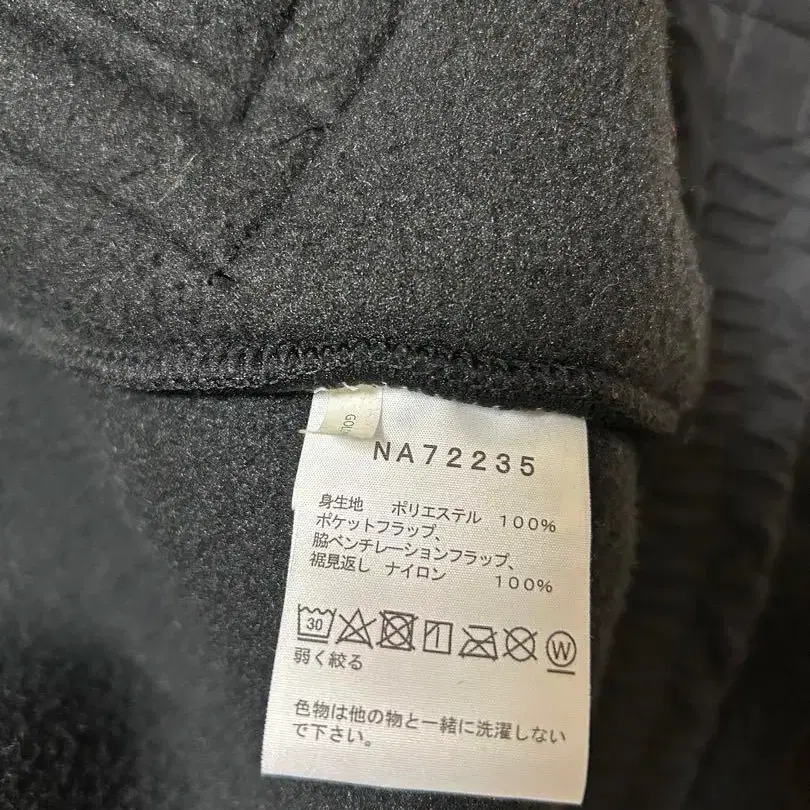 GOL
NA72235
身生地 ポリエステル 100%
ポケットフラップ、
脇ベンチレーションフラップ、
裾見返し ナイロン 100%
30 W
弱く絞る
色物は他の物と一緒に洗濯しない
で下さい。